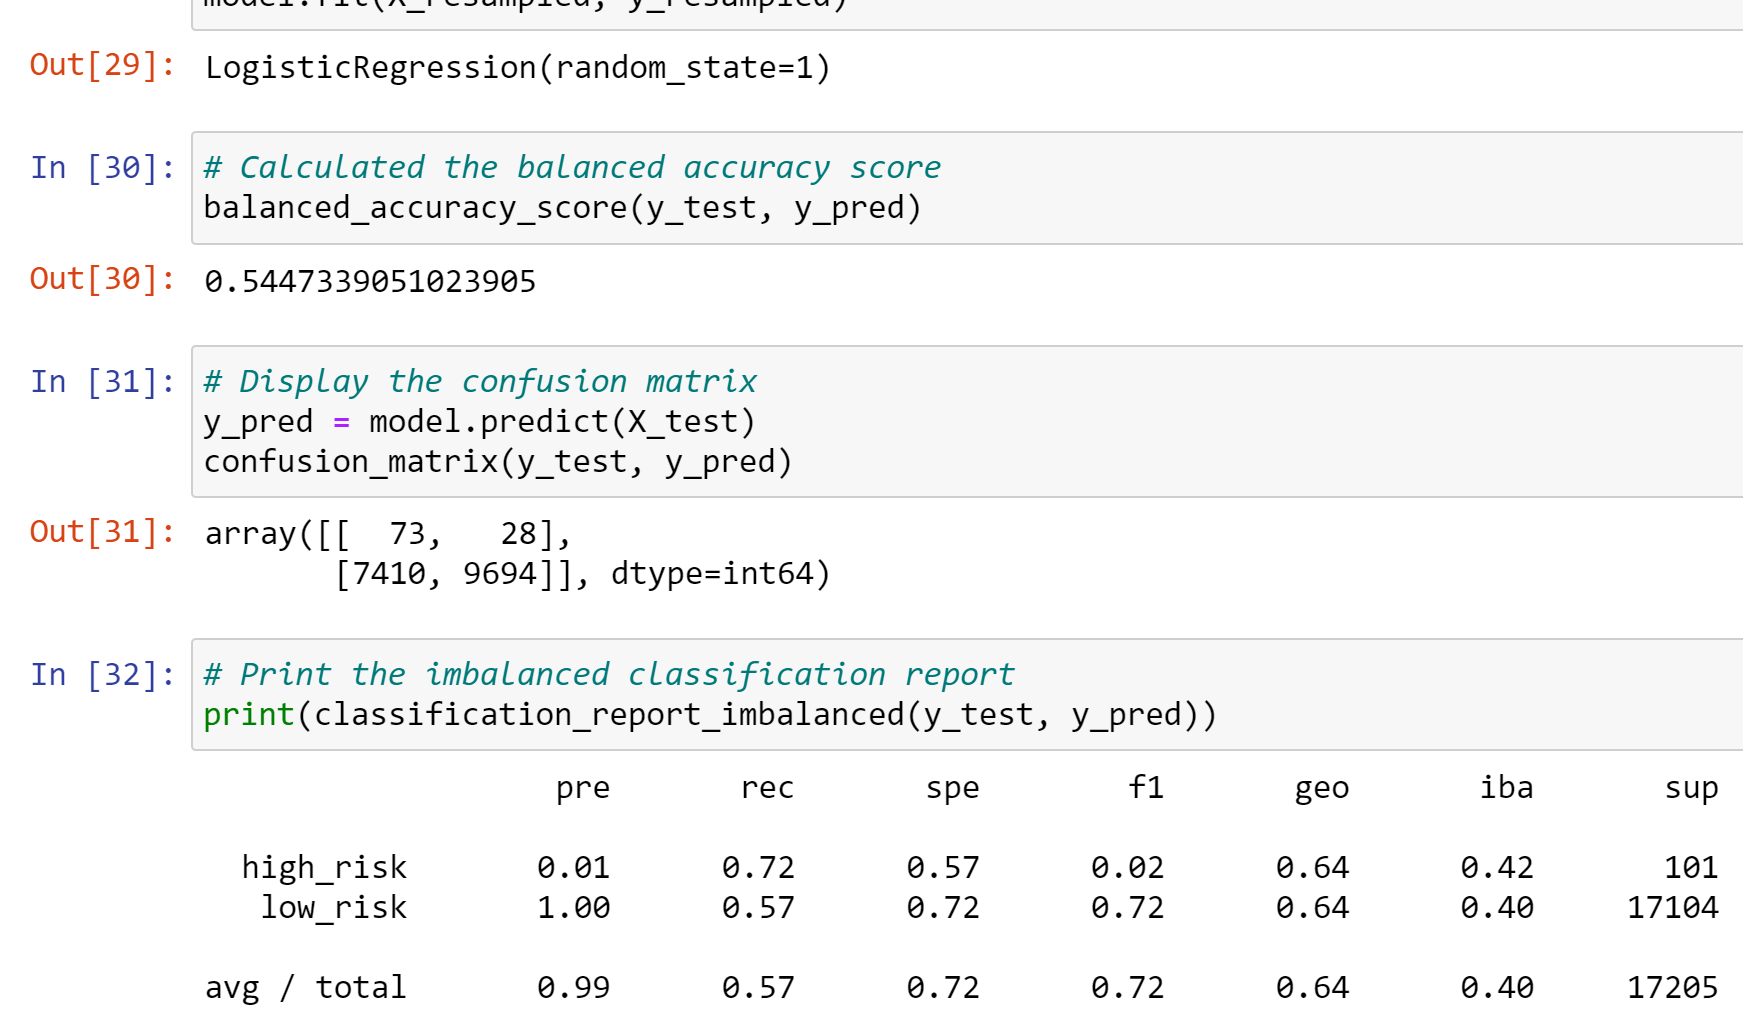 model.fit(X_resampled, y_resampled)
Out[29]: LogisticRegression(random_state=1)
In [30]: # Calculated the balanced accuracy score
balanced_accuracy_score(y_test, y_pred)
Out[30]: 0.5447339051023905
In [31]: # Display the confusion matrix
y_pred = model.predict(X_test)
confusion_matrix(y_test, y_pred)
Out[31]: array([[  73,   28],
       [7410, 9694]], dtype=int64)
In [32]: # Print the imbalanced classification report
print(classification_report_imbalanced(y_test, y_pred))
pre rec spe f1 geo iba sup
high_risk 0.01 0.72 0.57 0.02 0.64 0.42 101
low_risk 1.00 0.57 0.72 0.72 0.64 0.40 17104
avg / total 0.99 0.57 0.72 0.72 0.64 0.40 17205